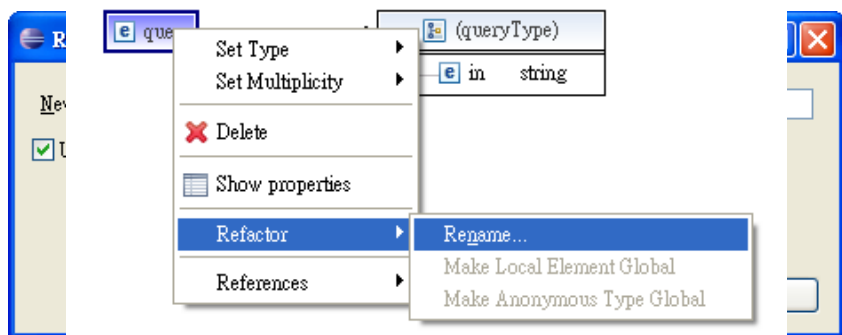 e que
e (queryType)
Set Type
e in string
Set Multiplicity
Delete
Show properties
Refactor
Rename...
Make Local Element Global
References
Make Anonymous Type Global